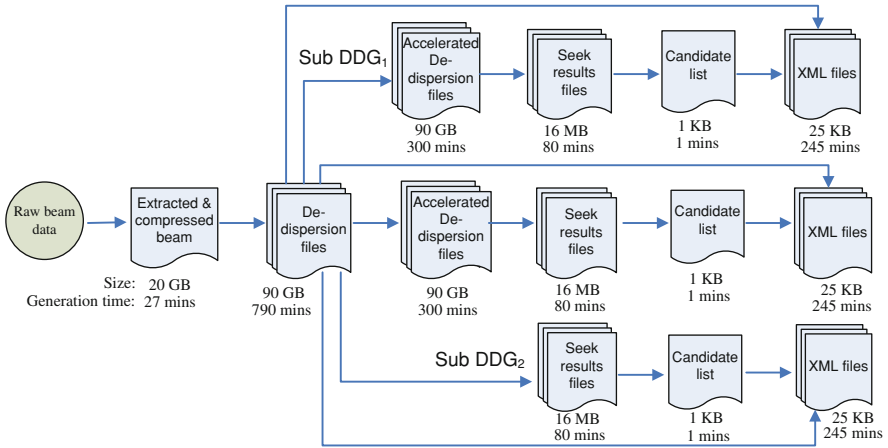 Sub DDG₁
Accelerated
De-
dispersion
files
90 GB
300 mins
Seek
results
files
16 MB
80 mins
Candidate
list
1 KB
1 mins
XML files
25 KB
245 mins
Raw beam
data
Extracted &
compressed
beam
Size: 20 GB
Generation time: 27 mins
De-
dispersion
files
90 GB
790 mins
Accelerated
De-
dispersion
files
90 GB
300 mins
Seek
results
files
16 MB
80 mins
Candidate
list
1 KB
1 mins
XML files
25 KB
245 mins
Sub DDG₂
Seek
results
files
16 MB
80 mins
Candidate
list
1 KB
1 mins
XML files
25 KB
245 mins